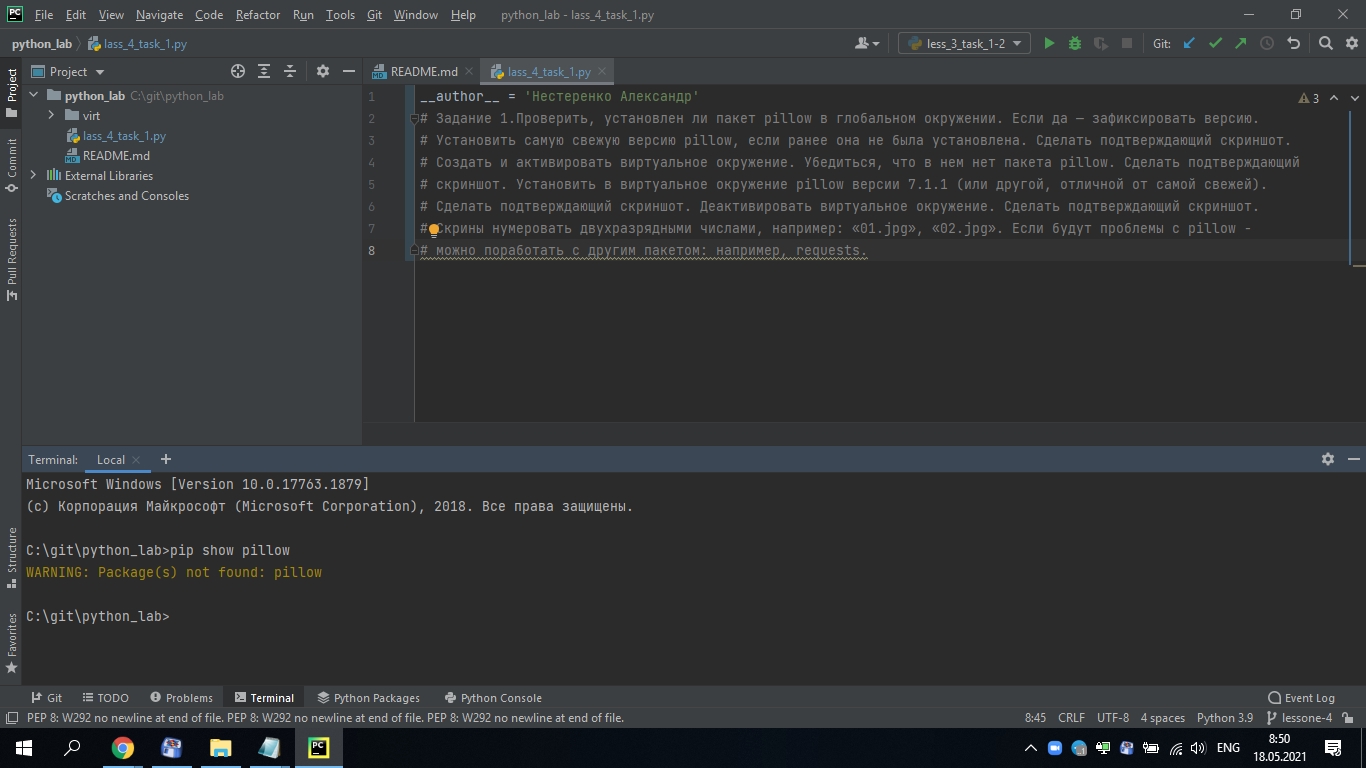 PC File Edit View Navigate Code Refactor Run Tools Git Window Help python_lab - lass_4_task_1.py
python_lab lass_4_task_1.py less_3_task_1-2 Git:
Project
Commit
Pull Requests
Structure
Favorites
Project
python_lab C:\git\python_lab
virt
lass_4_task_1.py
README.md
External Libraries
Scratches and Consoles
README.md lass_4_task_1.py
1 __author__ = 'Нестеренко Александр' 3
2 # Задание 1.Проверить, установлен ли пакет pillow в глобальном окружении. Если да — зафиксировать версию.
3 # Установить самую свежую версию pillow, если ранее она не была установлена. Сделать подтверждающий скриншот.
4 # Создать и активировать виртуальное окружение. Убедиться, что в нем нет пакета pillow. Сделать подтверждающий
5 # скриншот. Установить в виртуальное окружение pillow версии 7.1.1 (или другой, отличной от самой свежей).
6 # Сделать подтверждающий скриншот. Деактивировать виртуальное окружение. Сделать подтверждающий скриншот.
7 # Скрины нумеровать двухразрядными числами, например: «01.jpg», «02.jpg». Если будут проблемы с pillow -
8 # можно поработать с другим пакетом: например, requests.
Terminal: Local
Microsoft Windows [Version 10.0.17763.1879]
(c) Корпорация Майкрософт (Microsoft Corporation), 2018. Все права защищены.
C:\git\python_lab>pip show pillow
WARNING: Package(s) not found: pillow
C:\git\python_lab>
Git TODO Problems Terminal Python Packages Python Console Event Log
PEP 8: W292 no newline at end of file. PEP 8: W292 no newline at end of file. PEP 8: W292 no newline at end of file. 8:45 CRLF UTF-8 4 spaces Python 3.9 lessone-4
PC ENG 8:50
18.05.2021